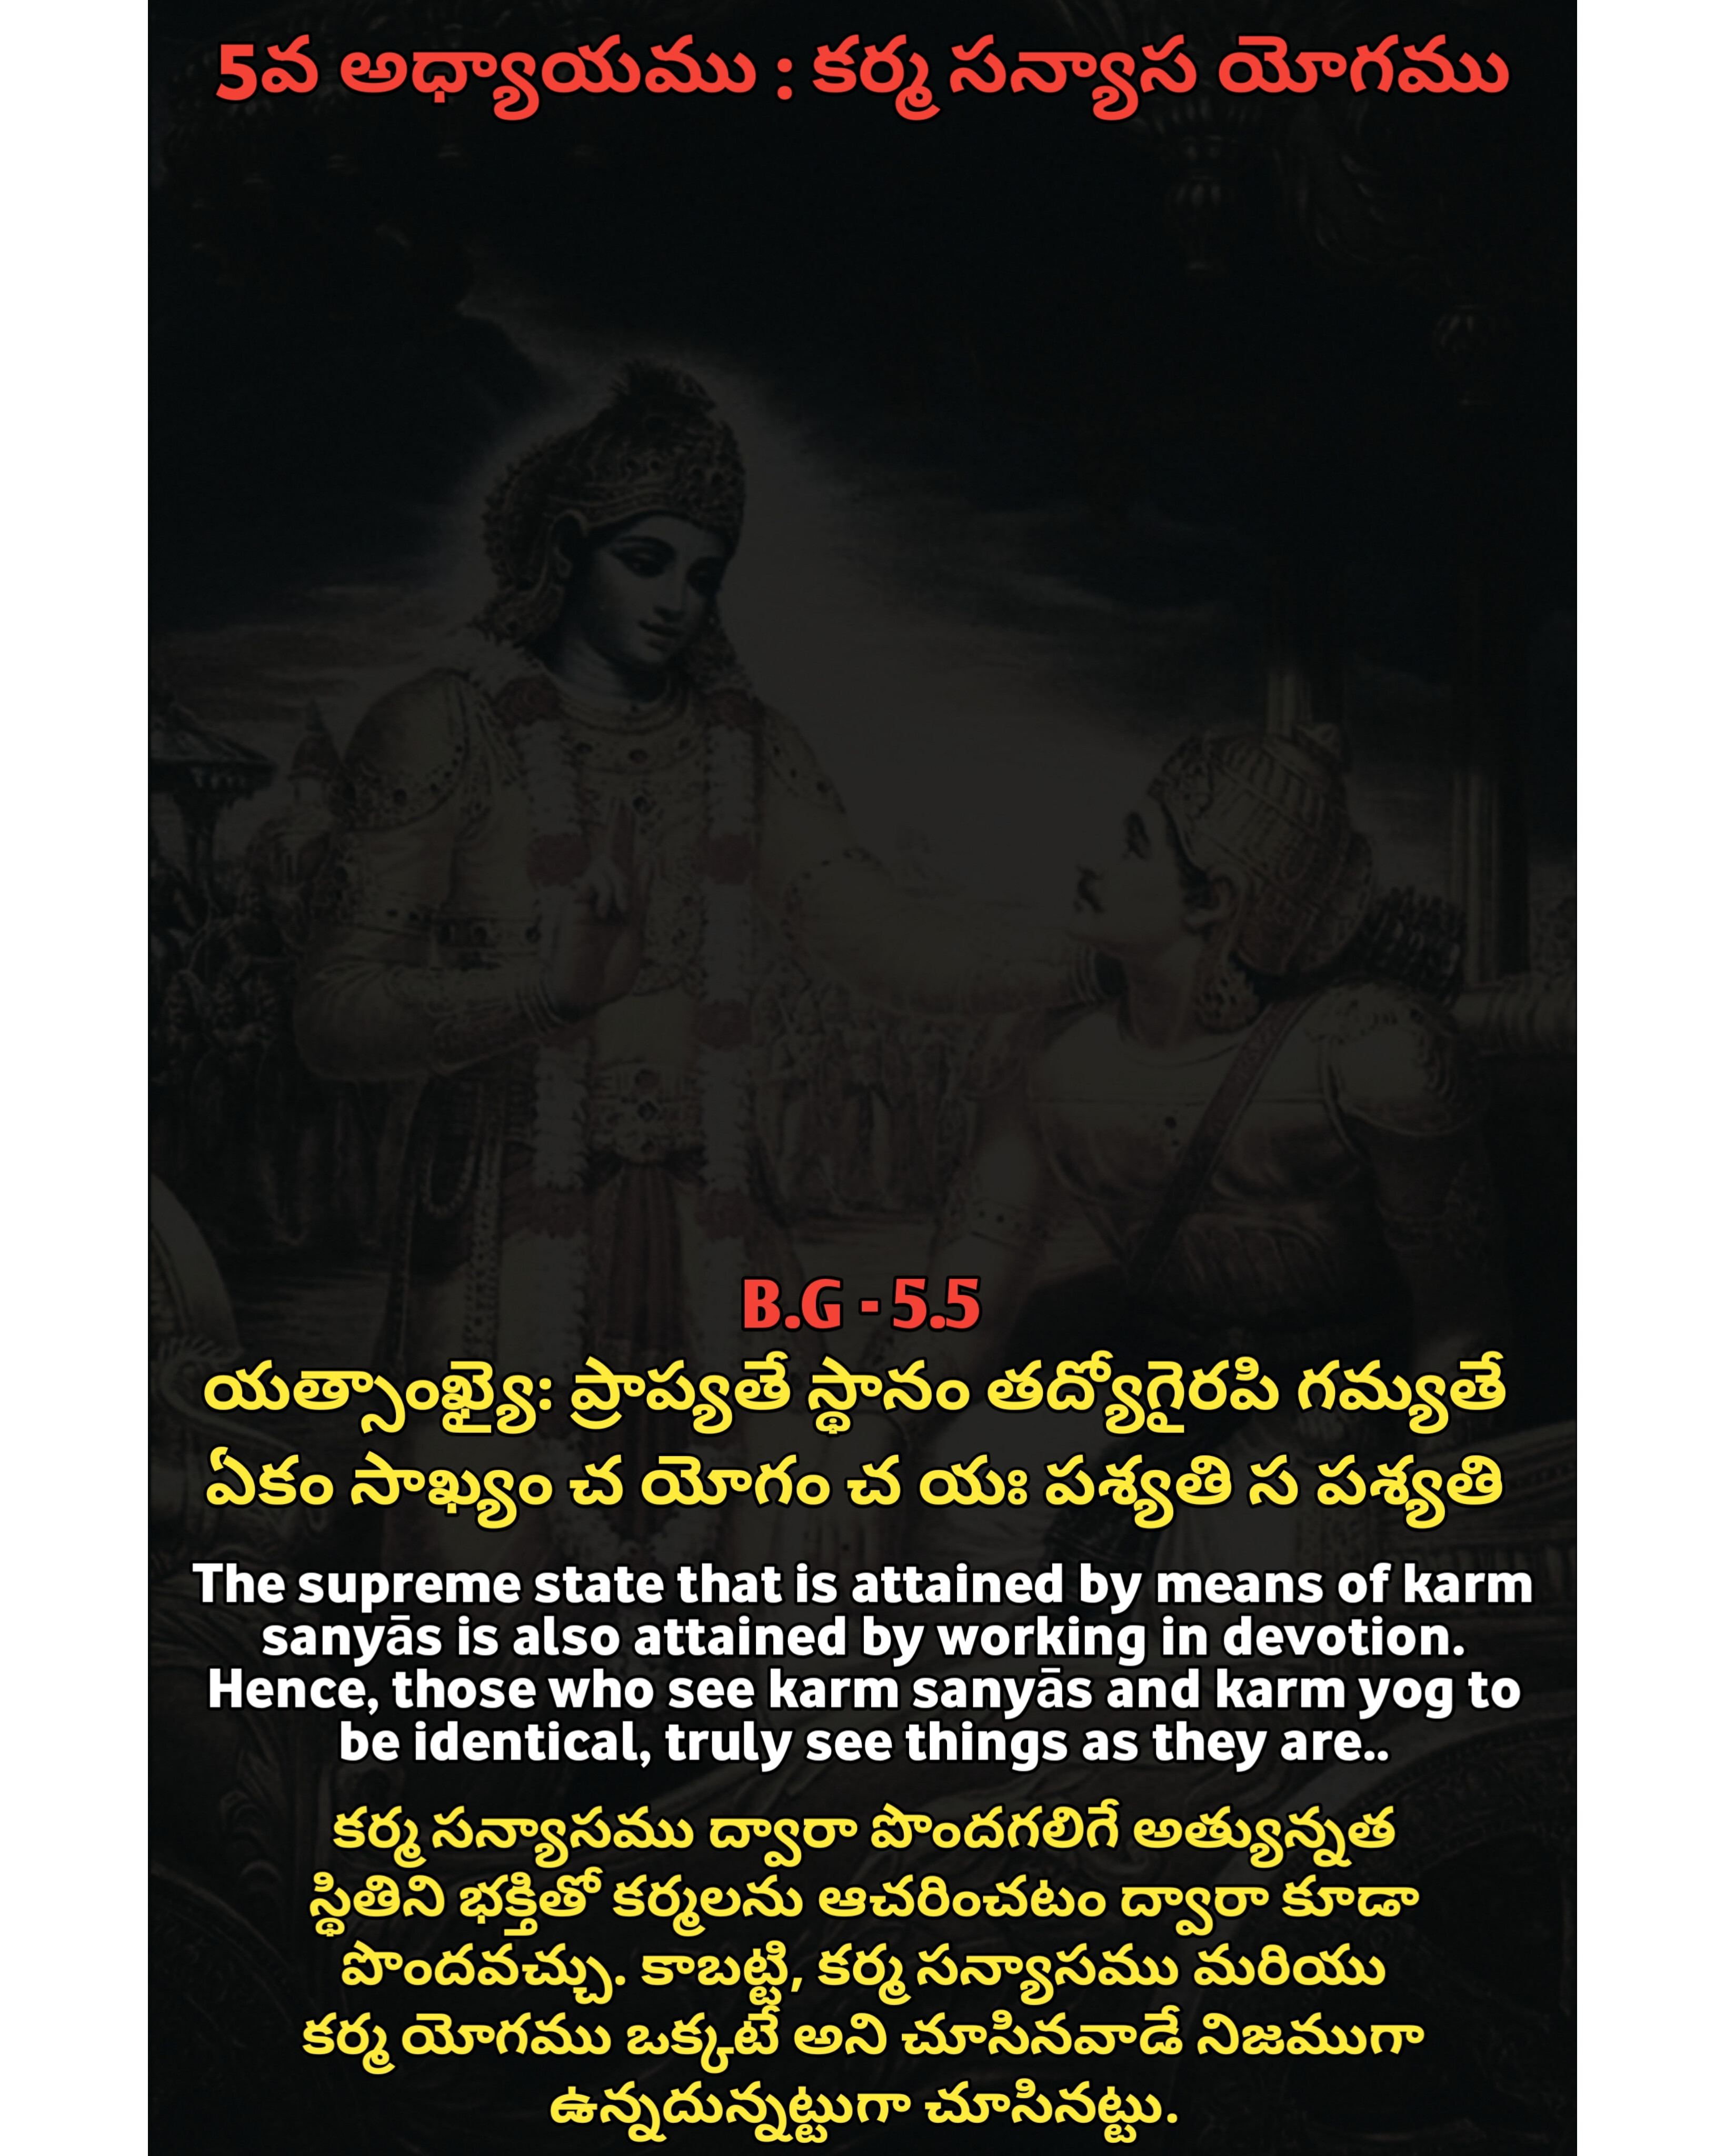 5వ అధ్యాయము : కర్మ సన్యాస యోగము
B.G - 5.5
యత్సాంఖ్యైః ప్రాప్యతే స్థానం తద్యోగైరపి గమ్యతే
ఏకం సాఖ్యం చ యోగం చ యః పశ్యతి స పశ్యతి
The supreme state that is attained by means of karm
sanyās is also attained by working in devotion.
Hence, those who see karm sanyās and karm yog to
be identical, truly see things as they are..
కర్మ సన్యాసము ద్వారా పొందగలిగే అత్యున్నత
స్థితిని భక్తితో కర్మలను ఆచరించటం ద్వారా కూడా
పొందవచ్చు. కాబట్టి, కర్మ సన్యాసము మరియు
కర్మ యోగము ఒక్కటే అని చూసినవాడే నిజముగా
ఉన్నదున్నట్టుగా చూసినట్టు.